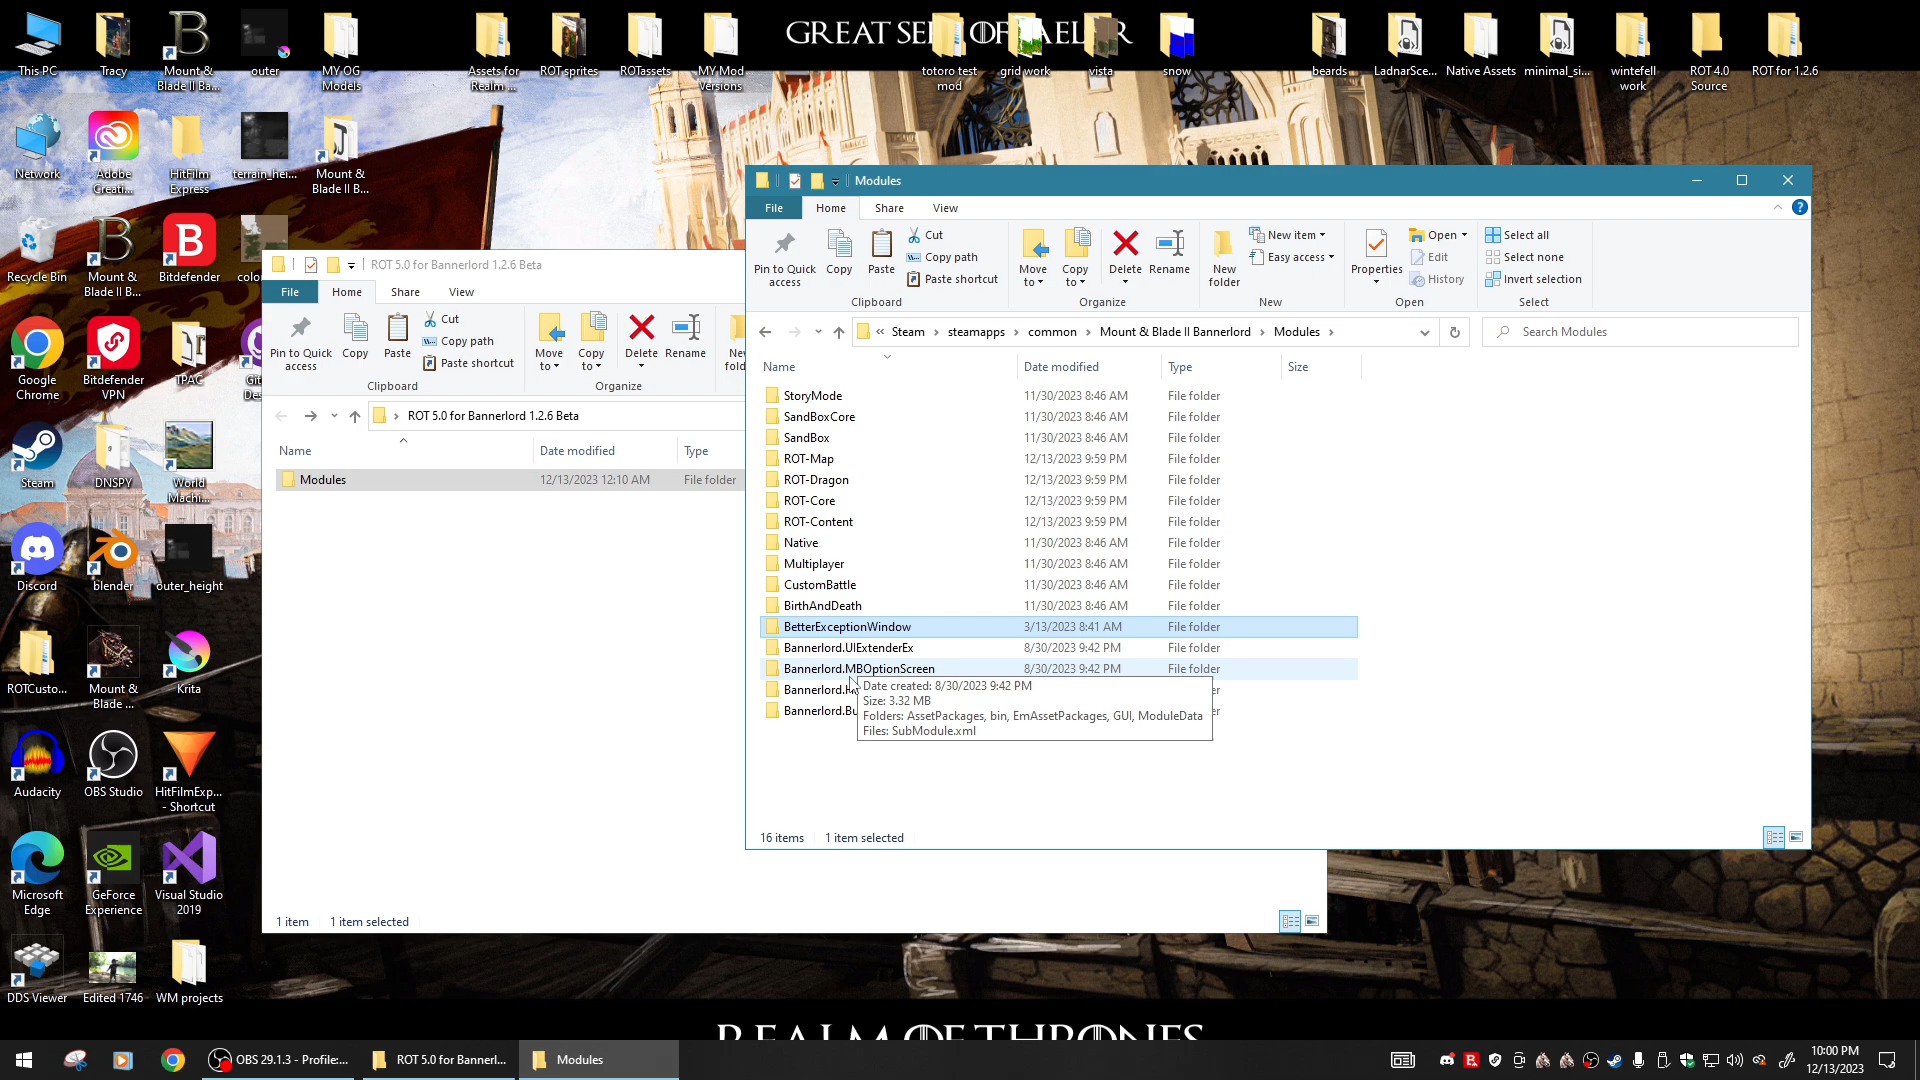 GREAT SE
This PC
Tracy
Mount &
Blade II Ba...
outer
MY OG
Models
Assets for
Realm ...
ROT sprites
ROTassets
MY Mod
Versions
totoro test
mod
grid work
vista
snow
beards
LadnarSce...
Native Assets
minimal_si...
wintefell
work
ROT 4.0
Source
ROT for 1.2.6
Network
Adobe
Creati...
HitFilm
Express
terrain_hei...
Mount &
Blade II B...
Recycle Bin
Mount &
Blade II B...
Bitdefender
Google
Chrome
Bitdefender
VPN
TPAC
Steam
DNSPY
World
Machi...
Discord
blender
outer_height
ROTCusto...
Mount &
Blade ...
Krita
Audacity
OBS Studio
HitFilmExp...
- Shortcut
Microsoft
Edge
GeForce
Experience
Visual Studio
2019
DDS Viewer
Edited 1746
WM projects
ROT 5.0 for Bannerlord 1.2.6 Beta
File
Home
Share
View
Pin to Quick
access
Copy
Paste
Cut
Copy path
Paste shortcut
Clipboard
Move
to
Copy
to
Delete
Rename
Organize
ROT 5.0 for Bannerlord 1.2.6 Beta
Name
Date modified
Type
Modules
12/13/2023 12:10 AM
File folder
1 item
1 item selected
Modules
File
Home
Share
View
Pin to Quick
access
Copy
Paste
Cut
Copy path
Paste shortcut
Clipboard
Move
to
Copy
to
Delete
Rename
Organize
New
folder
New item
Easy access
New
Properties
Open
Edit
History
Open
Select all
Select none
Invert selection
Select
« Steam > steamapps > common > Mount & Blade II Bannerlord > Modules >
Search Modules
Name Date modified Type Size
StoryMode 11/30/2023 8:46 AM File folder
SandBoxCore 11/30/2023 8:46 AM File folder
SandBox 11/30/2023 8:46 AM File folder
ROT-Map 12/13/2023 9:59 PM File folder
ROT-Dragon 12/13/2023 9:59 PM File folder
ROT-Core 12/13/2023 9:59 PM File folder
ROT-Content 12/13/2023 9:59 PM File folder
Native 11/30/2023 8:46 AM File folder
Multiplayer 11/30/2023 8:46 AM File folder
CustomBattle 11/30/2023 8:46 AM File folder
BirthAndDeath 11/30/2023 8:46 AM File folder
BetterExceptionWindow 3/13/2023 8:41 AM File folder
Bannerlord.UIExtenderEx 8/30/2023 9:42 PM File folder
Bannerlord.MBOptionScreen 8/30/2023 9:42 PM File folder
Date created: 8/30/2023 9:42 PM
Size: 3.32 MB
Folders: AssetPackages, bin, EmAssetPackages, GUI, ModuleData
Files: SubModule.xml
16 items
1 item selected
REALM OF THRONES
OBS 29.1.3 - Profile:...
ROT 5.0 for Bannerl...
Modules
10:00 PM
12/13/2023